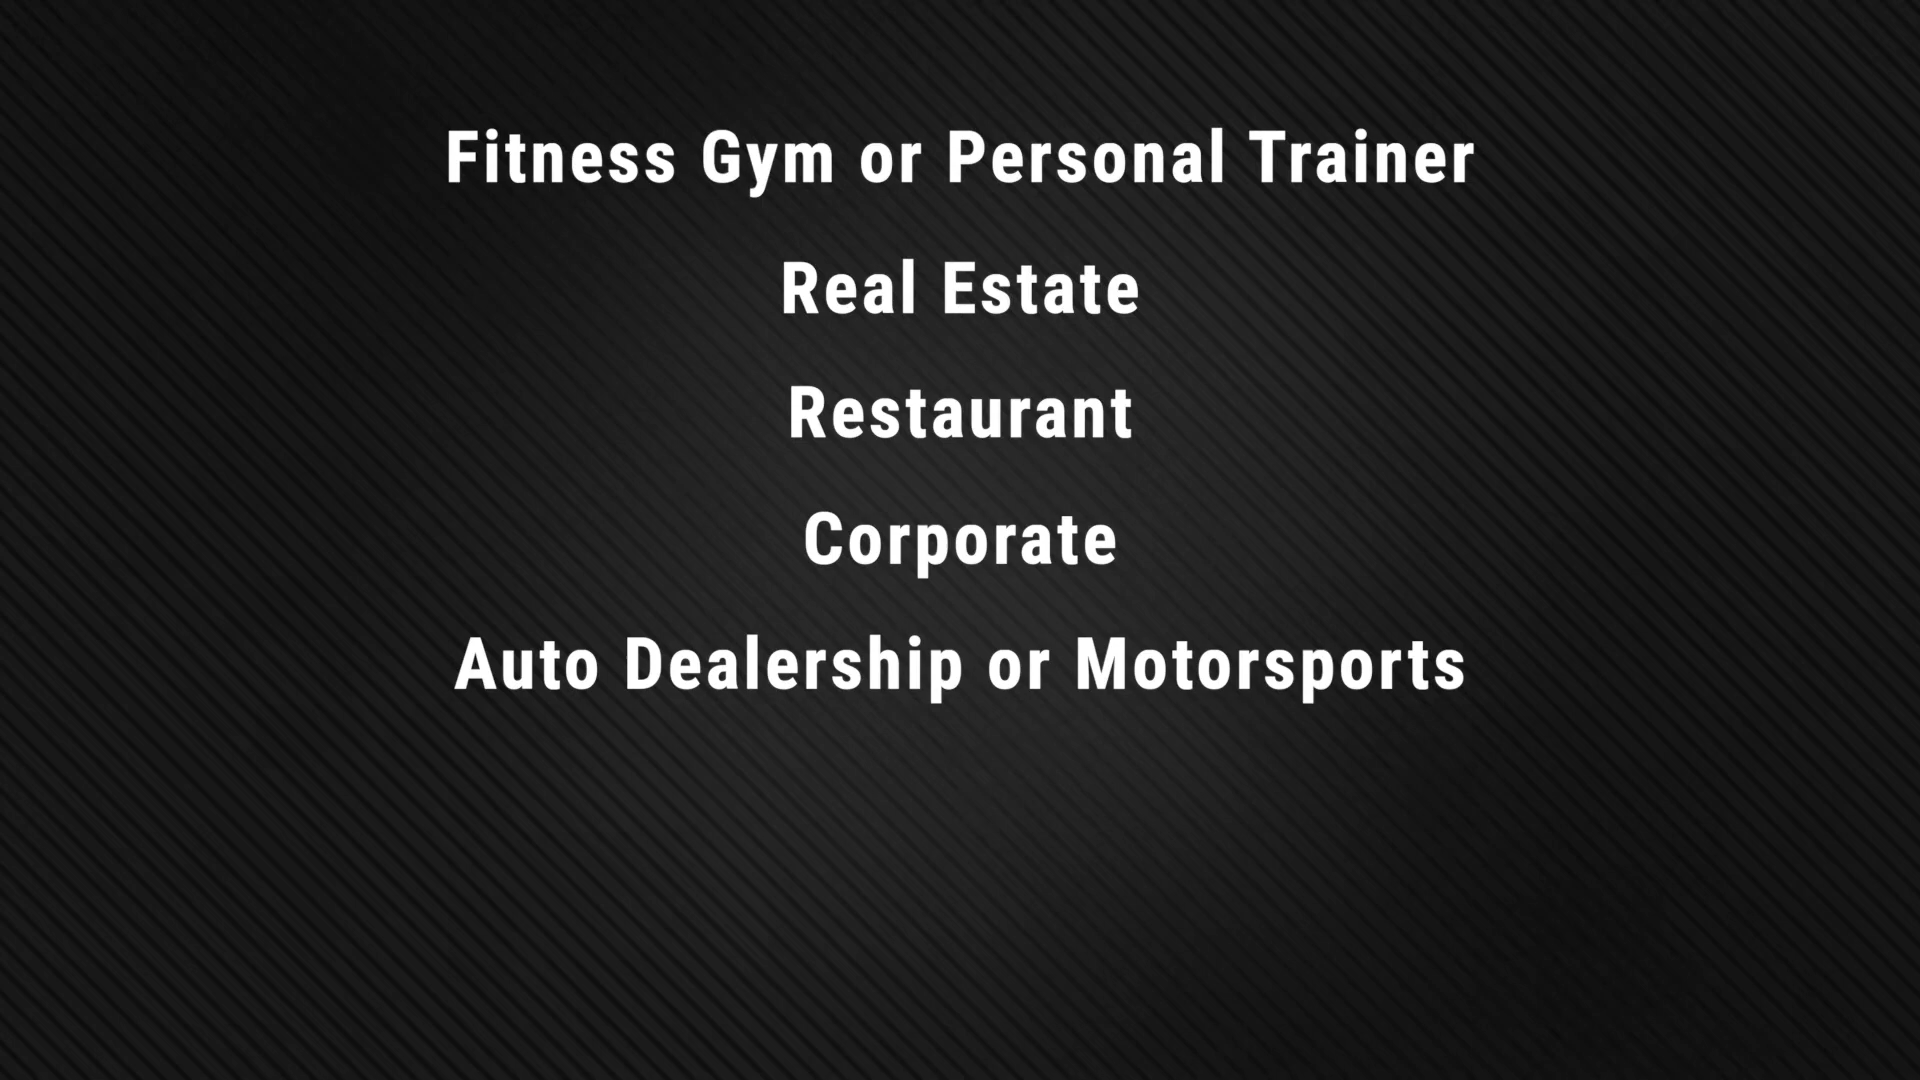 Fitness Gym or Personal Trainer
Real Estate
Restaurant
Corporate
Auto Dealership or Motorsports